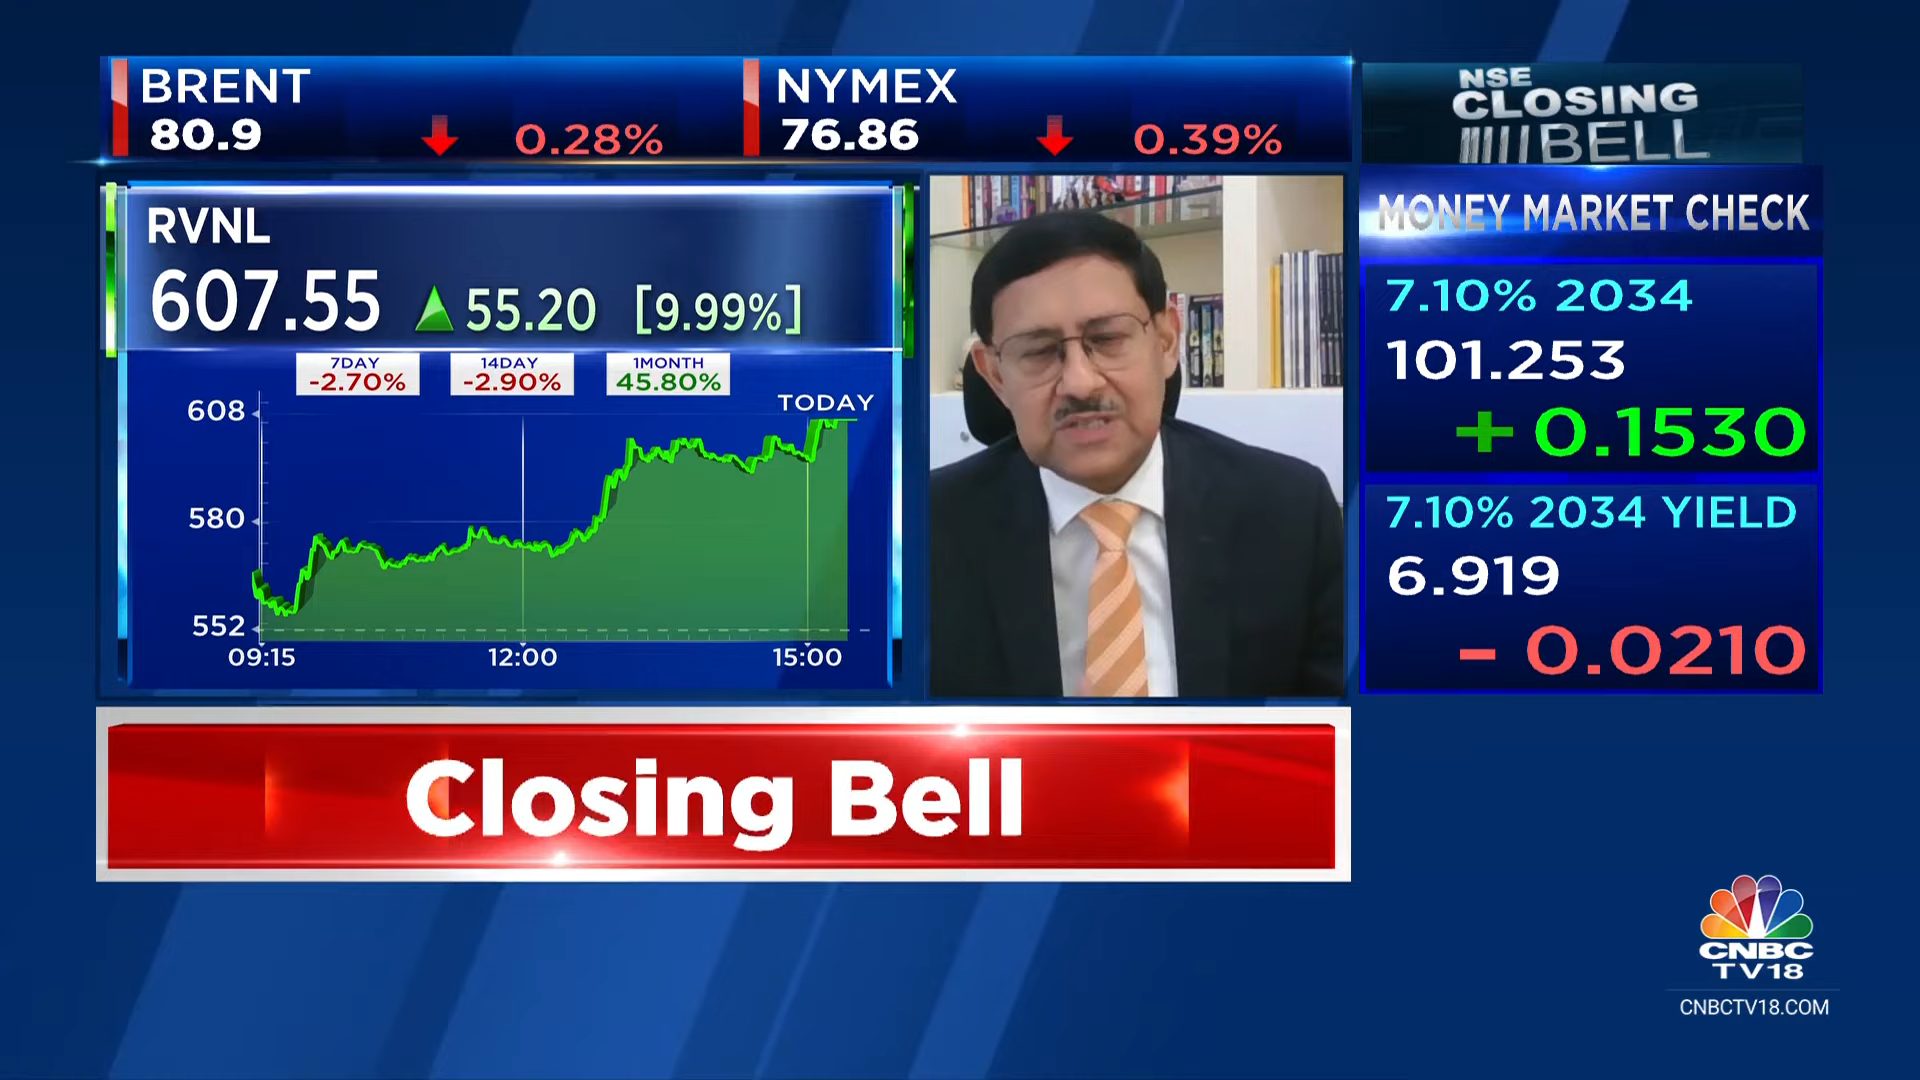 BRENT
80.9 0.28%
NYMEX
76.86 0.39%
NSE
CLOSING
BELL
RVNL
607.55 55.20 [9.99%]
7DAY
-2.70%
14DAY
-2.90%
1MONTH
45.80%
TODAY
608
580
552
09:15 12:00 15:00
MONEY MARKET CHECK
7.10% 2034
101.253
+ 0.1530
7.10% 2034 YIELD
6.919
- 0.0210
Closing Bell
CNBC
TV18
CNBCTV18.COM